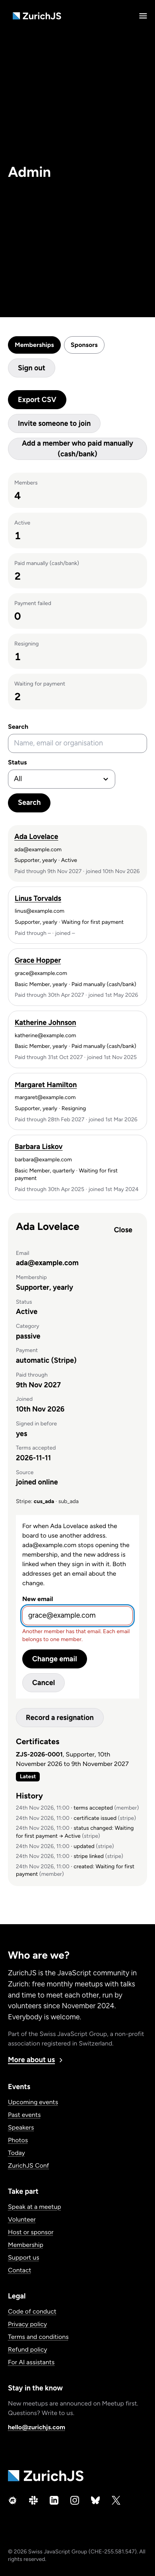 ZurichJS
Admin
Memberships
Sponsors
Sign out
Export CSV
Invite someone to join
Add a member who paid manually
(cash/bank)
Members
4
Active
1
Paid manually (cash/bank)
2
Payment failed
0
Resigning
1
Waiting for payment
2
Search
Name, email or organisation
Status
All
Search
Ada Lovelace
ada@example.com
Supporter, yearly · Active
Paid through 9th Nov 2027 · joined 10th Nov 2026
Linus Torvalds
linus@example.com
Supporter, yearly · Waiting for first payment
Paid through – · joined –
Grace Hopper
grace@example.com
Basic Member, yearly · Paid manually (cash/bank)
Paid through 30th Apr 2027 · joined 1st May 2026
Katherine Johnson
katherine@example.com
Basic Member, yearly · Paid manually (cash/bank)
Paid through 31st Oct 2027 · joined 1st Nov 2025
Margaret Hamilton
margaret@example.com
Supporter, yearly · Resigning
Paid through 28th Feb 2027 · joined 1st Mar 2026
Barbara Liskov
barbara@example.com
Basic Member, quarterly · Waiting for first
payment
Paid through 30th Apr 2025 · joined 1st May 2024
Ada Lovelace
Close
Email
ada@example.com
Membership
Supporter, yearly
Status
Active
Category
passive
Payment
automatic (Stripe)
Paid through
9th Nov 2027
Joined
10th Nov 2026
Signed in before
yes
Terms accepted
2026-11-11
Source
joined online
Stripe: cus_ada · sub_ada
For when Ada Lovelace asked the
board to use another address.
ada@example.com stops opening the
membership, and the new address is
linked when they sign in with it. Both
addresses get an email about the
change.
New email
grace@example.com
Another member has that email. Each email
belongs to one member.
Change email
Cancel
Record a resignation
Certificates
ZJS-2026-0001, Supporter, 10th
November 2026 to 9th November 2027
Latest
History
24th Nov 2026, 11:00 · terms accepted (member)
24th Nov 2026, 11:00 · certificate issued (stripe)
24th Nov 2026, 11:00 · status changed: Waiting
for first payment → Active (stripe)
24th Nov 2026, 11:00 · updated (stripe)
24th Nov 2026, 11:00 · stripe linked (stripe)
24th Nov 2026, 11:00 · created: Waiting for first
payment (member)
Who are we?
ZurichJS is the JavaScript community in
Zurich: free monthly meetups with talks
and time to meet each other, run by
volunteers since November 2024.
Everybody is welcome.
Part of the Swiss JavaScript Group, a non-profit
association registered in Switzerland.
More about us
Events
Upcoming events
Past events
Speakers
Photos
Today
ZurichJS Conf
Take part
Speak at a meetup
Volunteer
Host or sponsor
Membership
Support us
Contact
Legal
Code of conduct
Privacy policy
Terms and conditions
Refund policy
For AI assistants
Stay in the know
New meetups are announced on Meetup first.
Questions? Write to us.
hello@zurichjs.com
ZurichJS
© 2026 Swiss JavaScript Group (CHE-255.581.547). All
rights reserved.